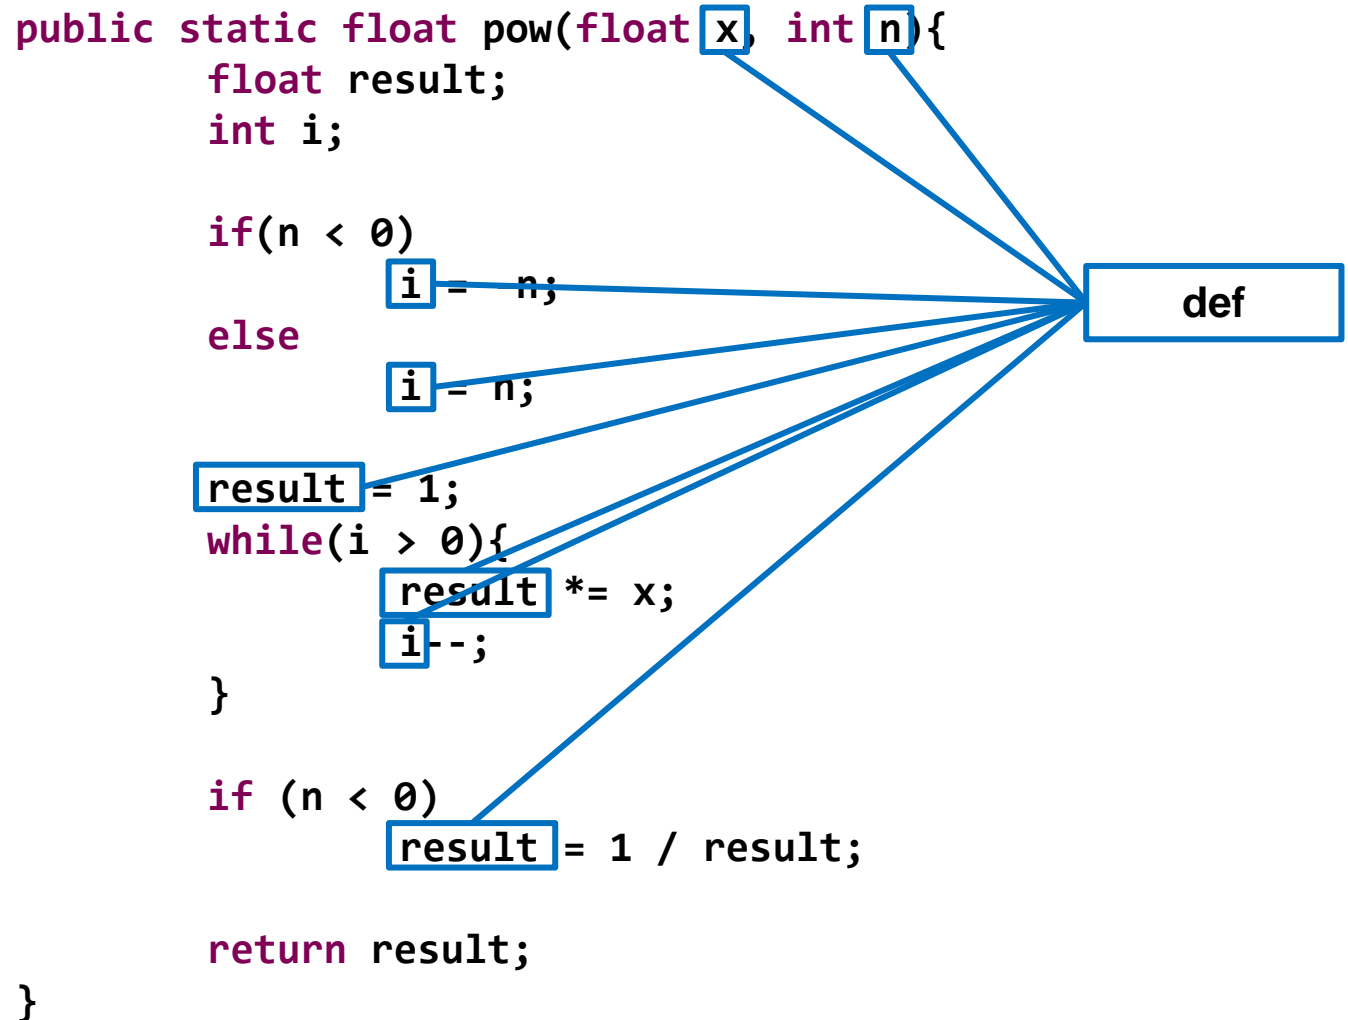 public static float pow(float x, int n){
float result;
int i;
if(n < 0)
i = -n;
def
else
i = n;
result = 1;
while(i > 0){
result *= x;
i--;
}
if (n < 0)
result = 1 / result;
return result;
}